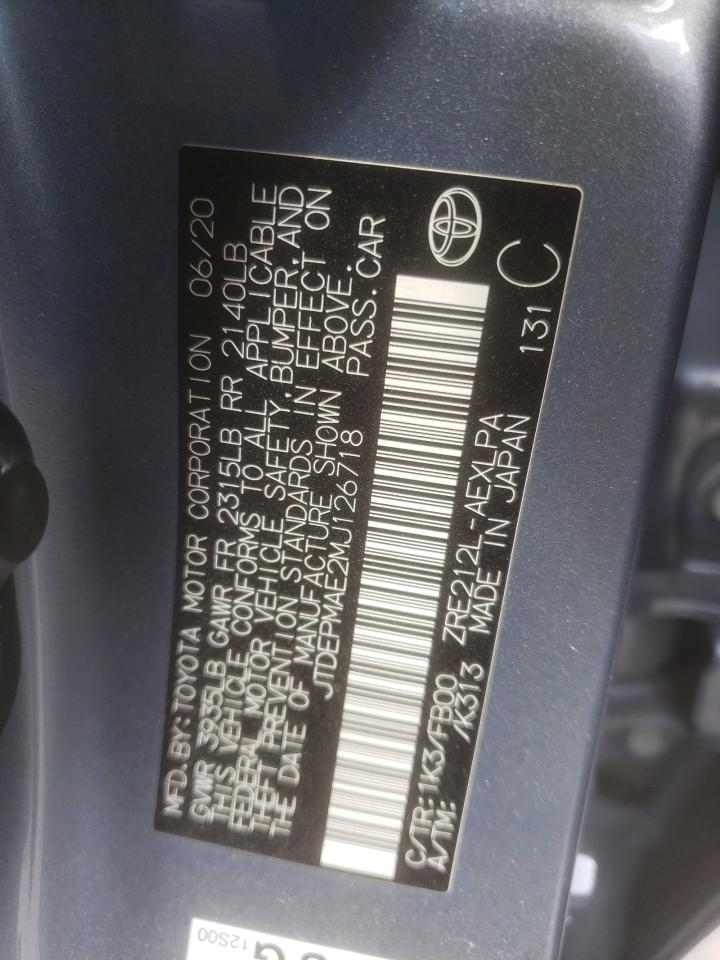 MFD.BY:TOYOTA MOTOR CORPORATION 06/20
GVWR 3935LB GAWR FR 2315LB RR 2140LB
THIS VEHICLE CONFORMS TO ALL APPLICABLE
FEDERAL MOTOR VEHICLE SAFETY, BUMPER, AND
THEFT PREVENTION STANDARDS IN EFFECT ON
THE DATE OF MANUFACTURE SHOWN ABOVE.
JTDEPMAE2MJ126718 PASS.CAR
C/TR:1K3/FB00 ZRE212L-AEXLPA 131 C
A/TM: /K313 MADE IN JAPAN
G
12S00